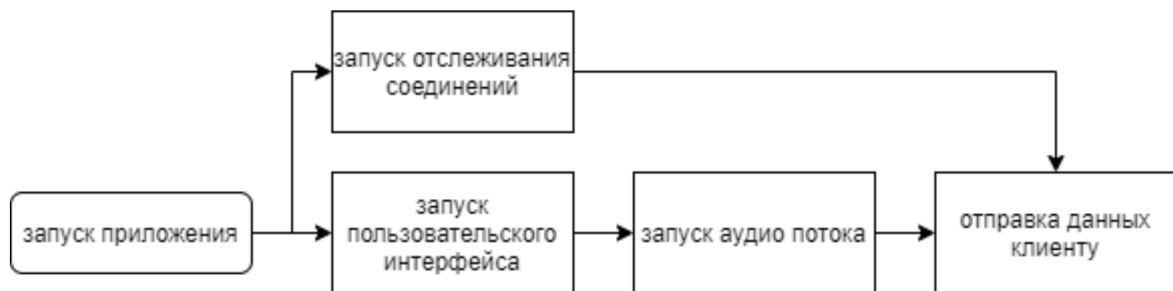 запуск отслеживания
соединений
запуск приложения
запуск
пользовательского
интерфейса
запуск аудио потока
отправка данных
клиенту